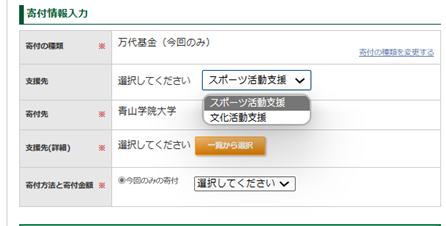 寄付情報入力
寄付の種類 ※ 万代基金（今回のみ）
寄付の種類を変更する
支援先 選択してください スポーツ活動支援
スポーツ活動支援
文化活動支援
寄付先 ※ 青山学院大学
支援先(詳細) ※ 選択してください 一覧から選択
寄付方法と寄付金額 ※ ◉今回のみの寄付 選択してください